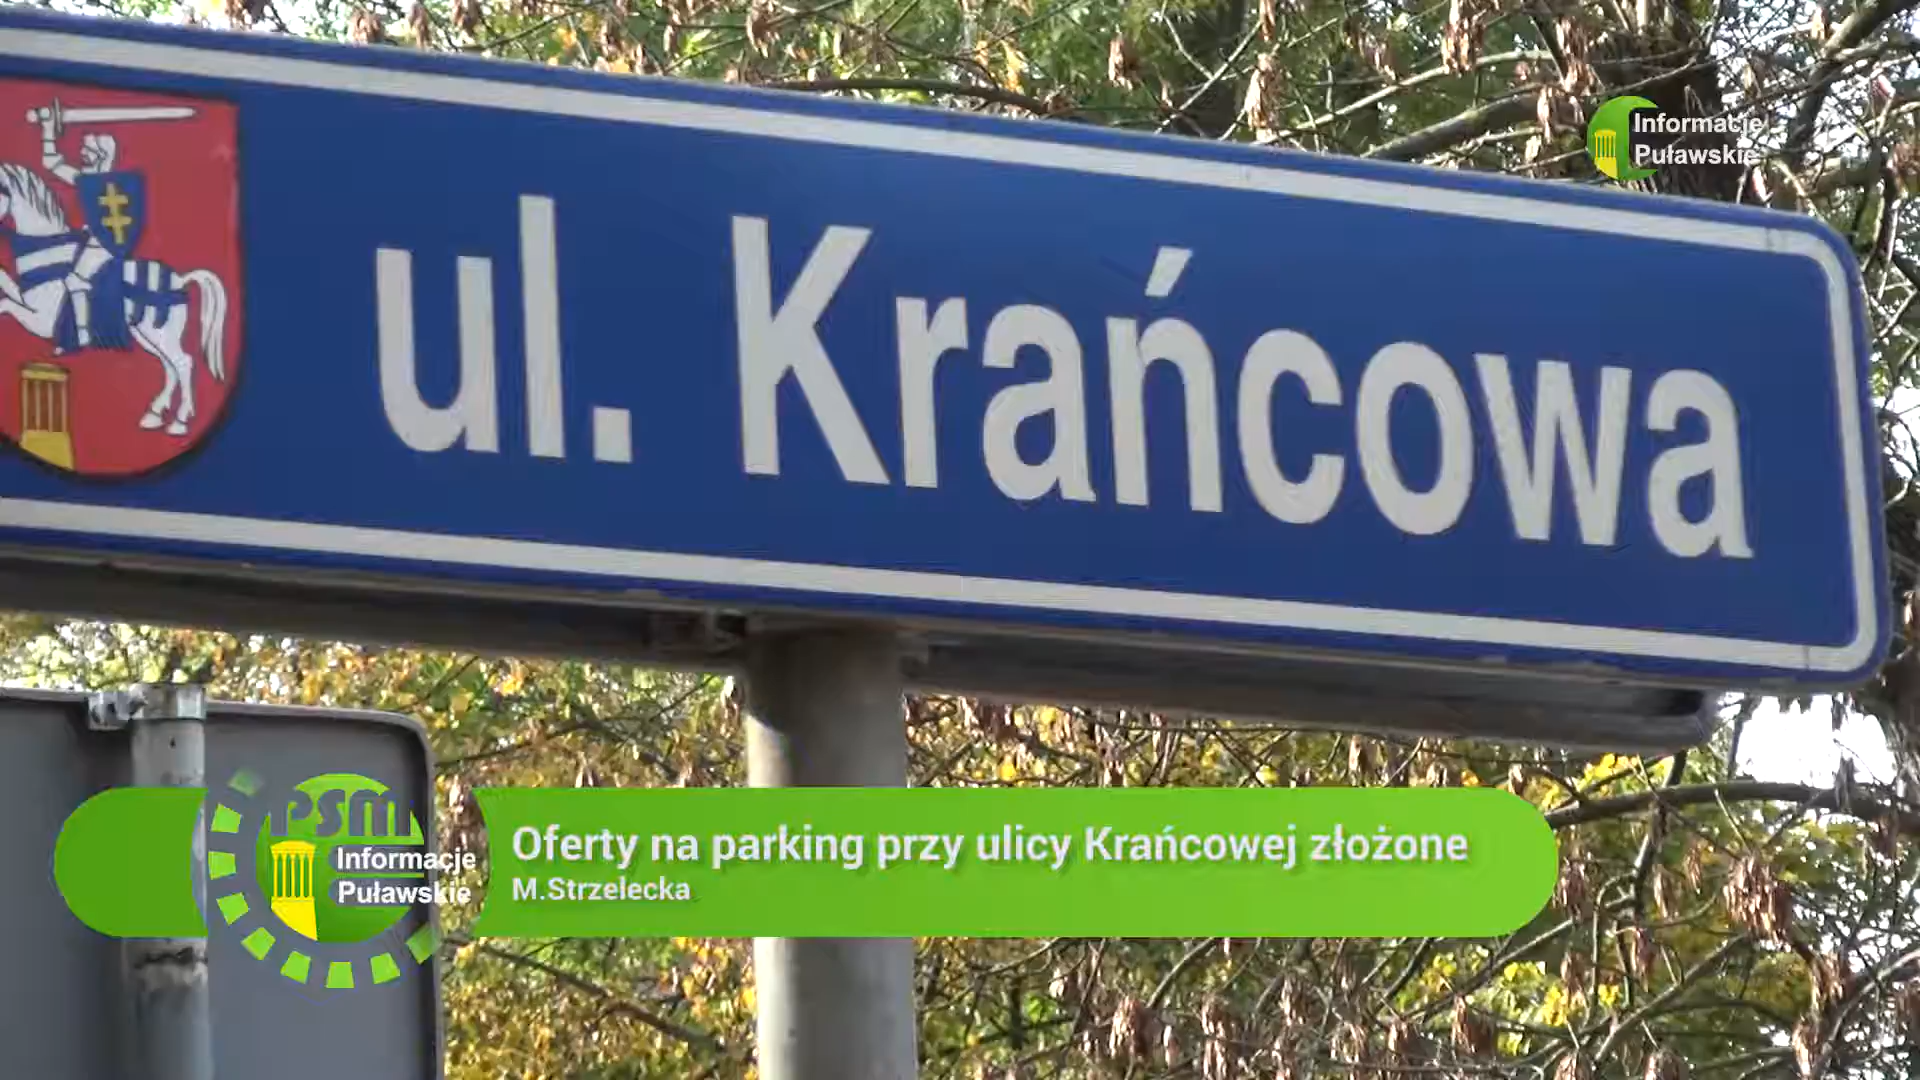 Informacje
Puławskie
ul. Krańcowa
PSM
Informacje
Puławskie
Oferty na parking przy ulicy Krańcowej złożone
M.Strzelecka